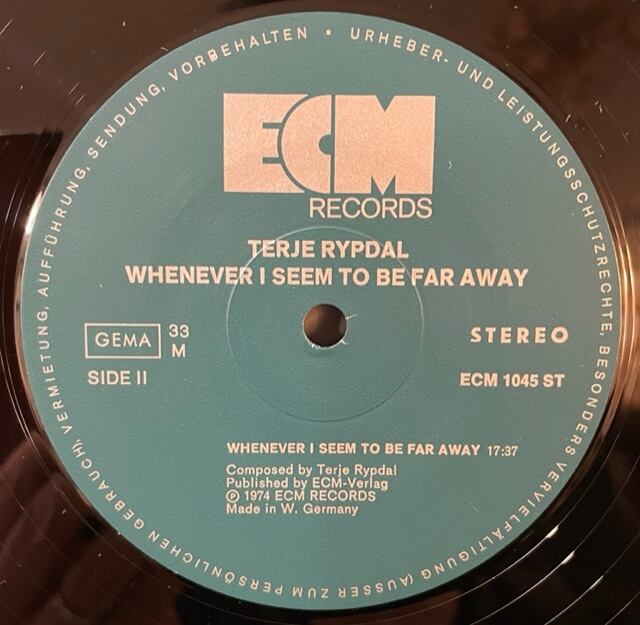 URHEBER- UND LEISTUNGSSCHUTZRECHTE, BESONDERS VERVIELFÄLTIGUNG (AUSSER ZUM PERSÖNLICHEN GEBRAUCH), VERMIETUNG, AUFFÜHRUNG, SENDUNG, VORBEHALTEN •
ECM
RECORDS
TERJE RYPDAL
WHENEVER I SEEM TO BE FAR AWAY
GEMA 33 M STEREO
SIDE II ECM 1045 ST
WHENEVER I SEEM TO BE FAR AWAY 17:37
Composed by Terje Rypdal
Published by ECM-Verlag
℗ 1974 ECM RECORDS
Made in W. Germany